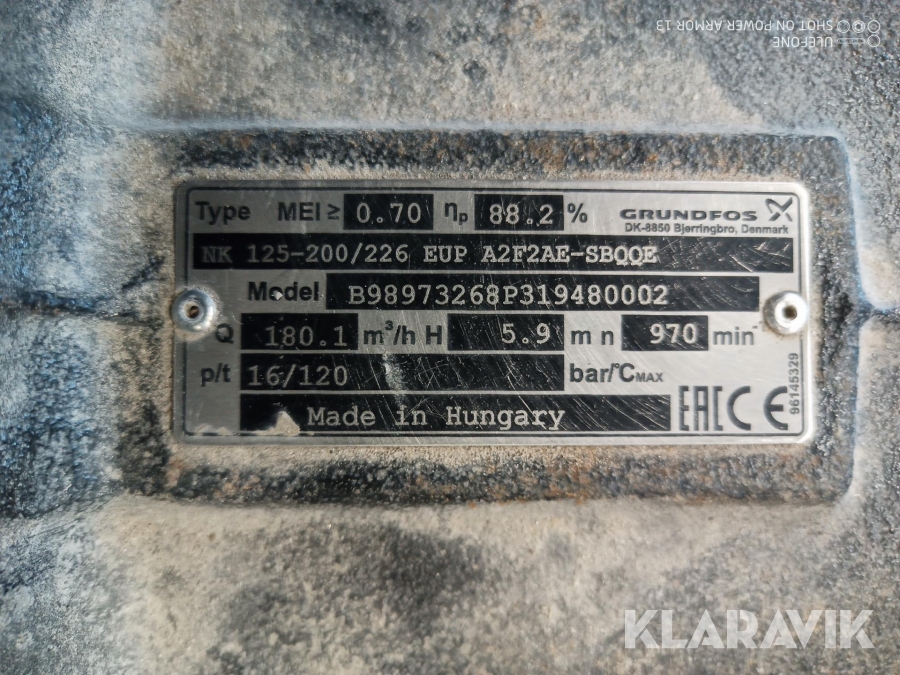 SHOT ON POWER ARMOR 13
ULEFONE
Type MEI ≥ 0.70 ηp 88.2 % GRUNDFOS
DK-8850 Bjerringbro, Denmark
NK 125-200/226 EUP A2F2AE-SBQQE
Model B98973268P319480002
Q 180.1 m³/h H 5.9 m n 970 min⁻
p/t 16/120 bar/°CMAX
Made in Hungary EAC CE
96145329
KLARAVIK